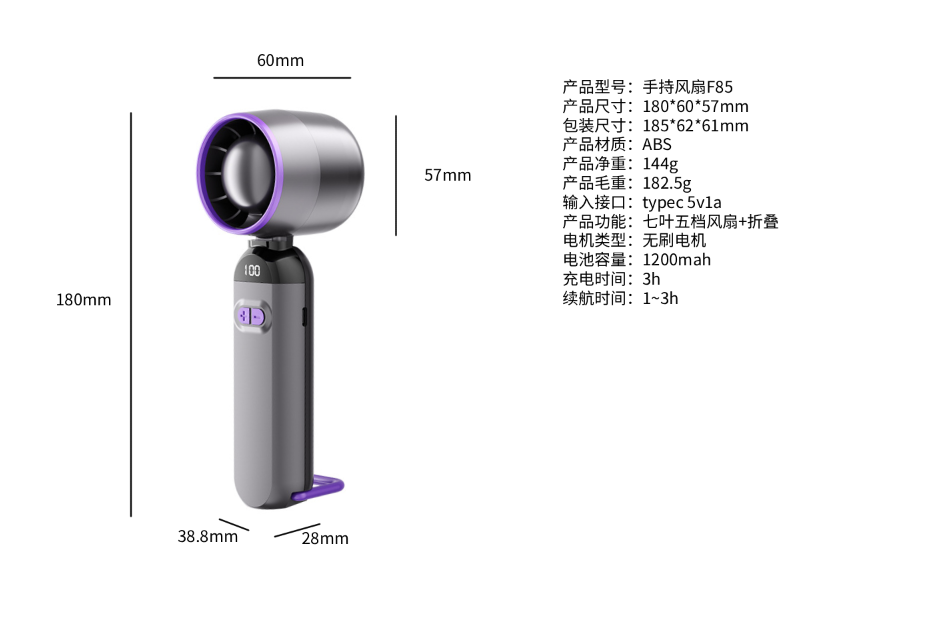 60mm
57mm
180mm
38.8mm
28mm
100
产品型号：手持风扇F85
产品尺寸：180*60*57mm
包装尺寸：185*62*61mm
产品材质：ABS
产品净重：144g
产品毛重：182.5g
输入接口：typec 5v1a
产品功能：七叶五档风扇+折叠
电机类型：无刷电机
电池容量：1200mah
充电时间：3h
续航时间：1~3h